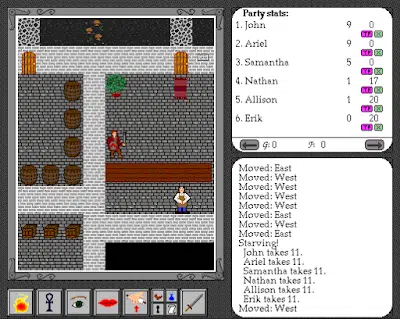 Party stats:
1. John 9 0
2. Ariel 9 0
3. Samantha 5 0
4. Nathan 1 17
5. Allison 1 20
6. Erik 0 20
G: 0 F: 0
Moved: East
Moved: West
Moved: West
Moved: West
Moved: East
Moved: West
Moved: East
Starving!
John takes 11.
Ariel takes 11.
Samantha takes 11.
Nathan takes 11.
Allison takes 11.
Erik takes 11.
Moved: West